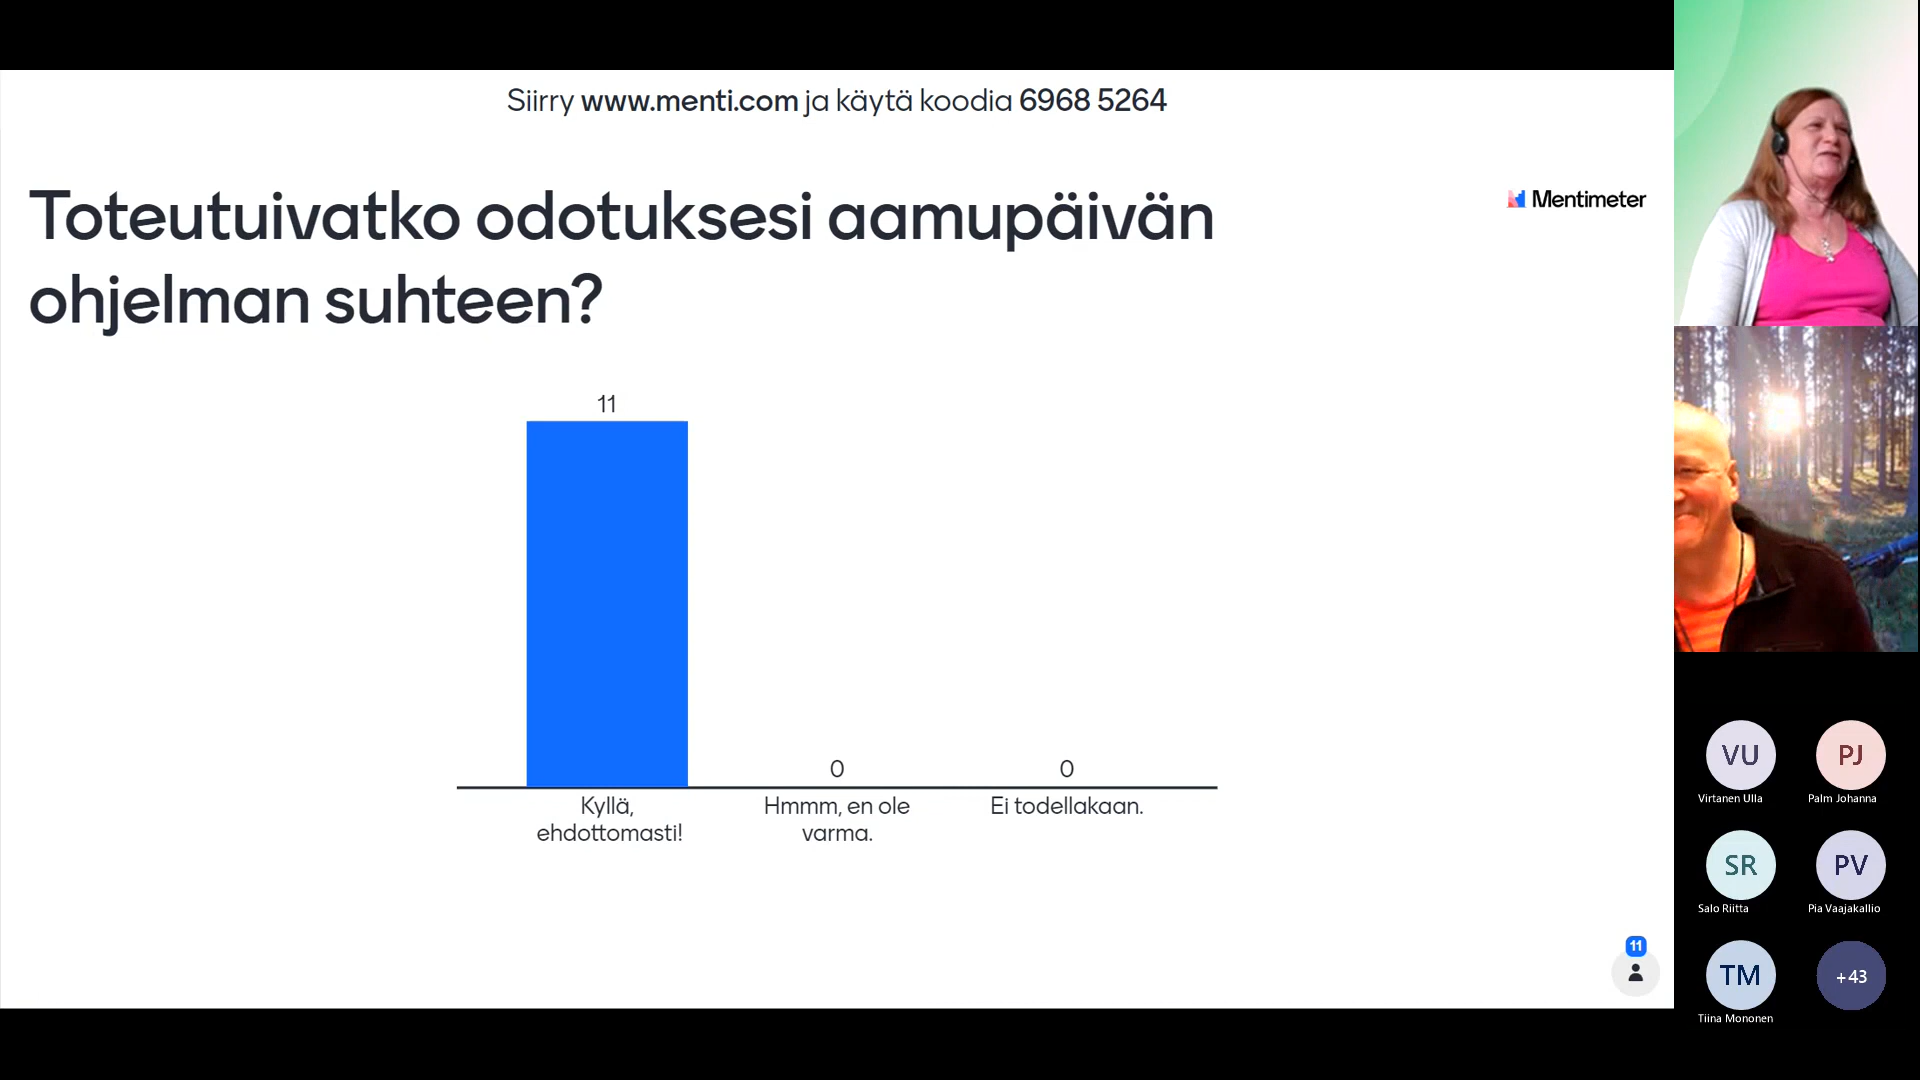 Siirry www.menti.com ja käytä koodia 6968 5264
Toteutuivatko odotuksesi aamupäivän
ohjelman suhteen?
Mentimeter
11
0
0
Kyllä,
ehdottomasti!
Hmmm, en ole
varma.
Ei todellakaan.
11
VU
Virtanen Ulla
PJ
Palm Johanna
SR
Salo Riitta
PV
Pia Vaajakallio
TM
Tiina Mononen
+43